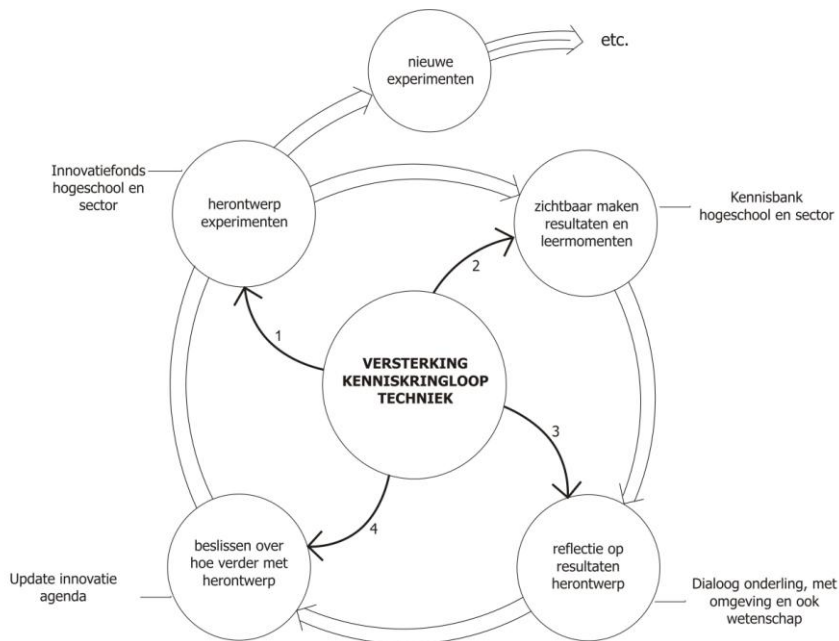 nieuwe
experimenten
etc.
Innovatiefonds
hogeschool en
sector
herontwerp
experimenten
zichtbaar maken
resultaten en
leermomenten
Kennisbank
hogeschool en sector
2
1
VERSTERKING
KENNISKRINGLOOP
TECHNIEK
3
4
beslissen over
hoe verder met
herontwerp
reflectie op
resultaten
herontwerp
Update innovatie
agenda
Dialoog onderling, met
omgeving en ook
wetenschap